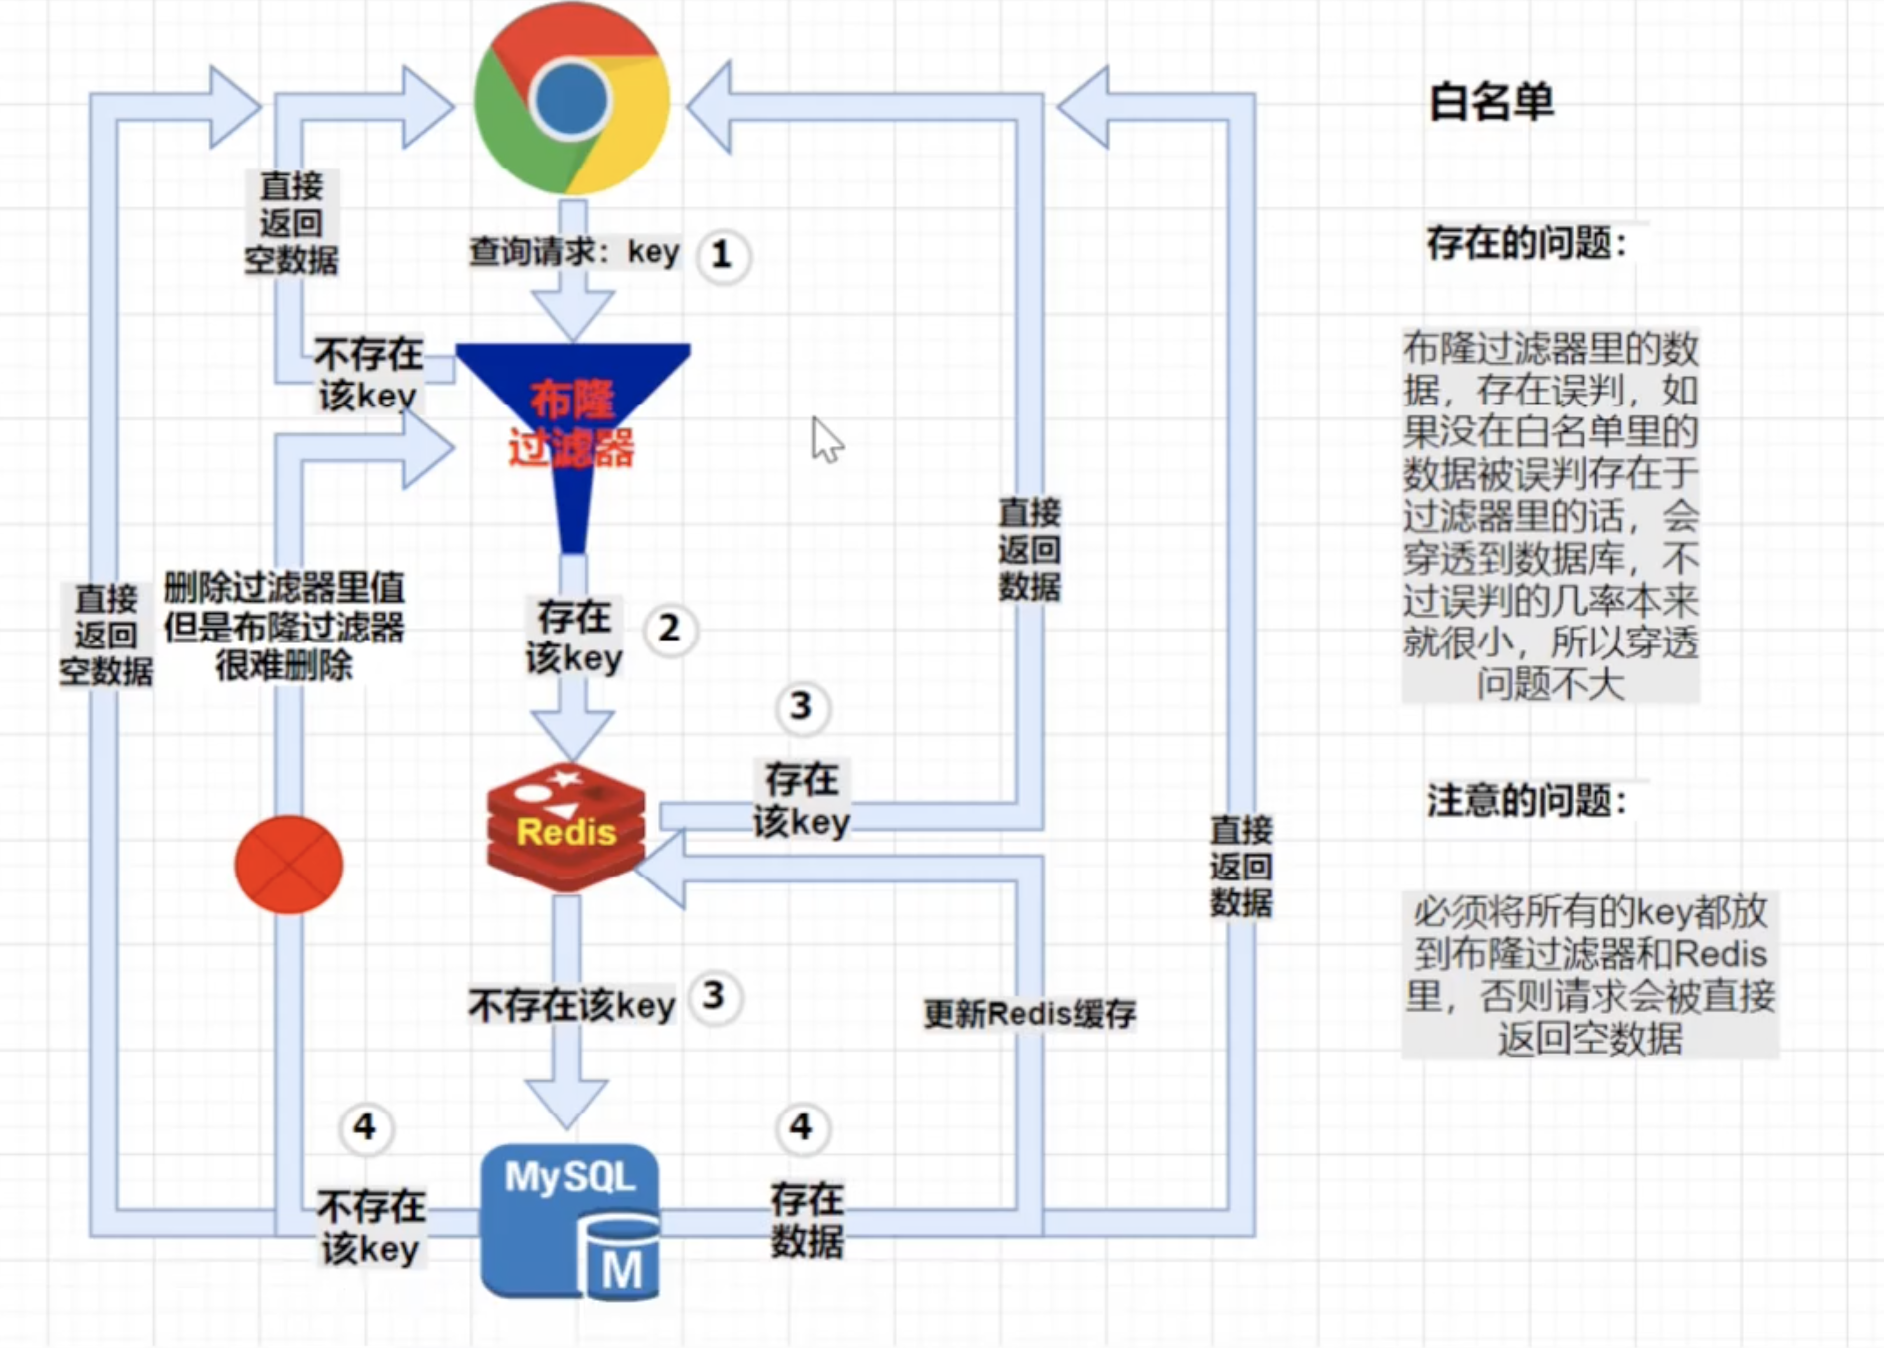 白名单
直接
返回
空数据
查询请求：key
1
存在的问题：
不存在
该key
布隆
过滤器
布隆过滤器里的数
据，存在误判，如
果没在白名单里的
数据被误判存在于
过滤器里的话，会
穿透到数据库，不
过误判的几率本来
就很小，所以穿透
问题不大
直接
返回
数据
直接
返回
空数据
删除过滤器里值
但是布隆过滤器
很难删除
存在
该key
2
3
存在
该key
Redis
直接
返回
数据
注意的问题：
必须将所有的key都放
到布隆过滤器和Redis
里，否则请求会被直接
返回空数据
不存在该key
3
更新Redis缓存
4
不存在
该key
MySQL
M
4
存在
数据